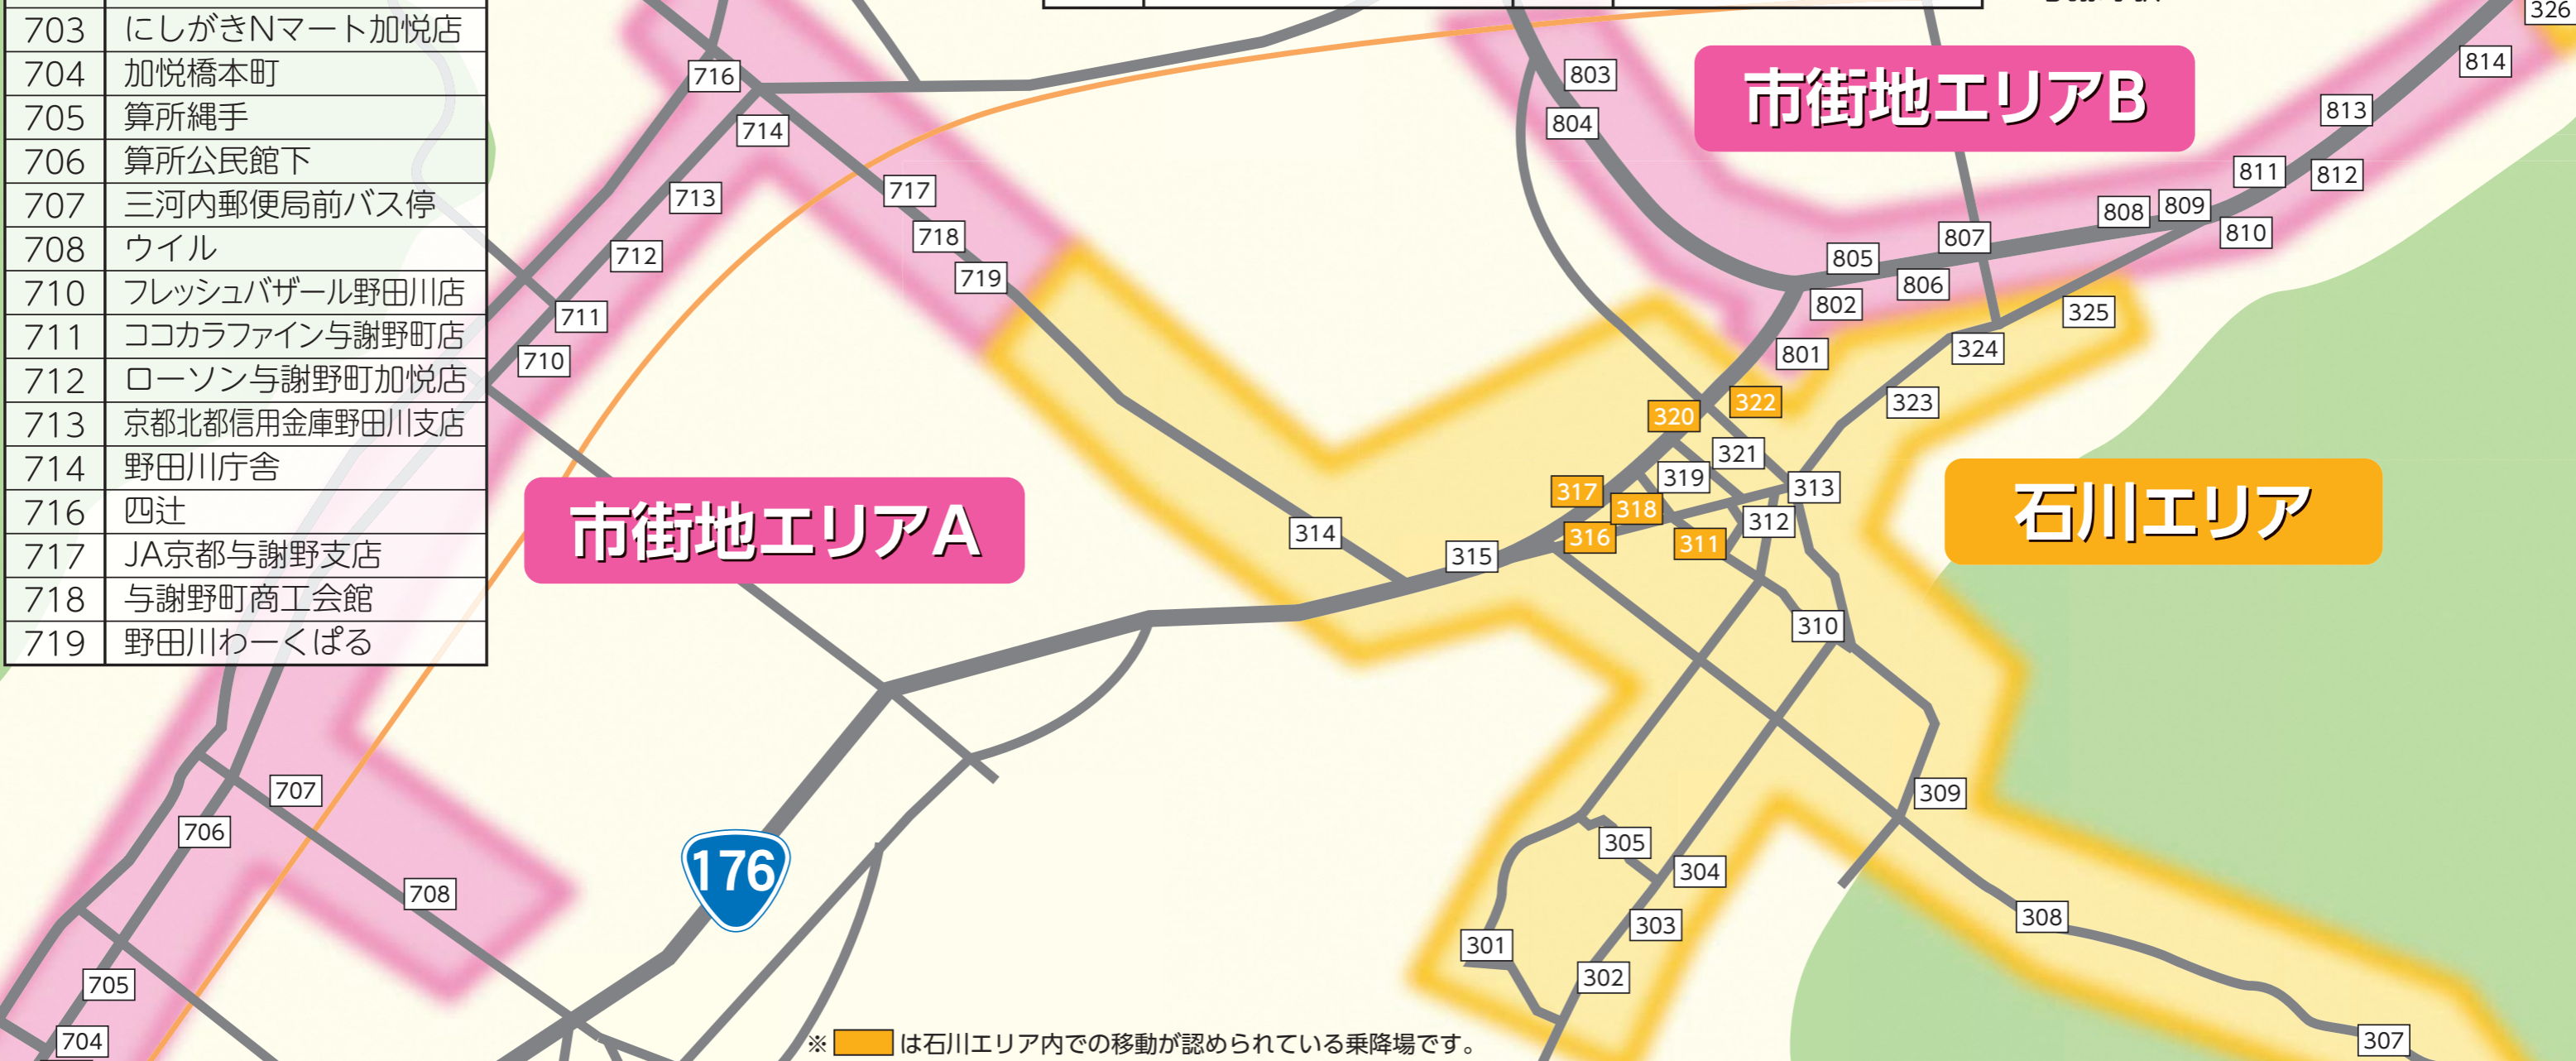 703 にしがきNマート加悦店
704 加悦橋本町
705 算所縄手
706 算所公民館下
707 三河内郵便局前バス停
708 ウイル
710 フレッシュバザール野田川店
711 ココカラファイン与謝野町店
712 ローソン与謝野町加悦店
713 京都北都信用金庫野田川支店
714 野田川庁舎
716 四辻
717 JA京都与謝野支店
718 与謝野町商工会館
719 野田川わーくぱる
326
716
803
市街地エリアB
814
714
804
813
713
717
811
812
712
718
808
809
807
810
719
805
806
711
802
325
710
801
324
320
322
323
321
317
319
313
318
市街地エリアA
314
316
312
石川エリア
315
311
310
707
309
706
305
176
304
708
308
303
301
705
302
704
307
※ は石川エリア内での移動が認められている乗降場です。